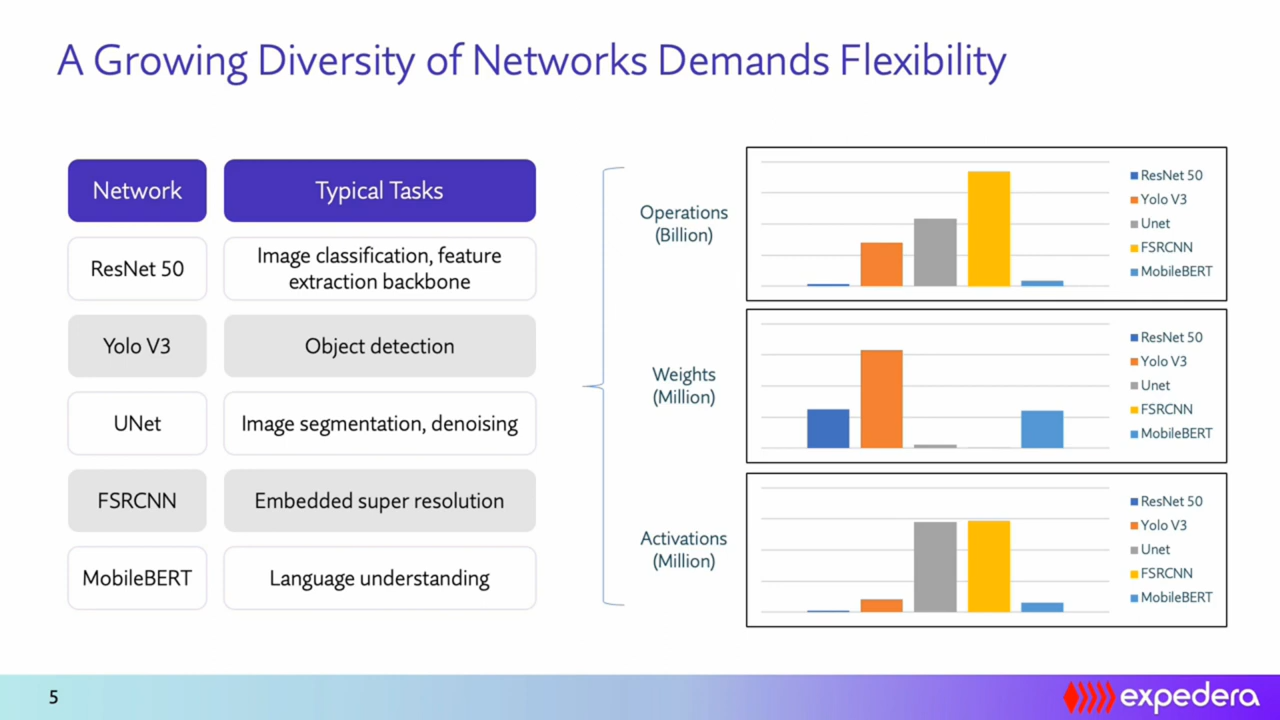 A Growing Diversity of Networks Demands Flexibility
Network
Typical Tasks
ResNet 50
Image classification, feature
extraction backbone
Yolo V3
Object detection
UNet
Image segmentation, denoising
FSRCNN
Embedded super resolution
MobileBERT
Language understanding
Operations
(Billion)
ResNet 50
Yolo V3
Unet
FSRCNN
MobileBERT
Weights
(Million)
ResNet 50
Yolo V3
Unet
FSRCNN
MobileBERT
Activations
(Million)
ResNet 50
Yolo V3
Unet
FSRCNN
MobileBERT
5
expedera